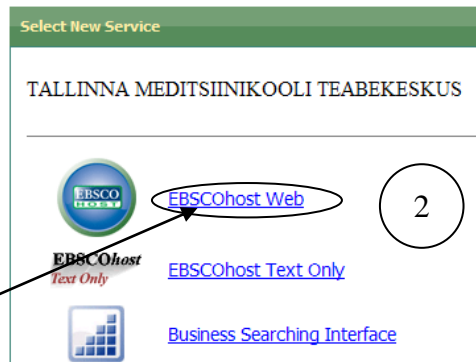 Select New Service
TALLINNA MEDITSIINIKOOLI TEABEKESKUS
EBSCO
HOST
EBSCOhost Web
2
EBSCOhost
Text Only
EBSCOhost Text Only
Business Searching Interface